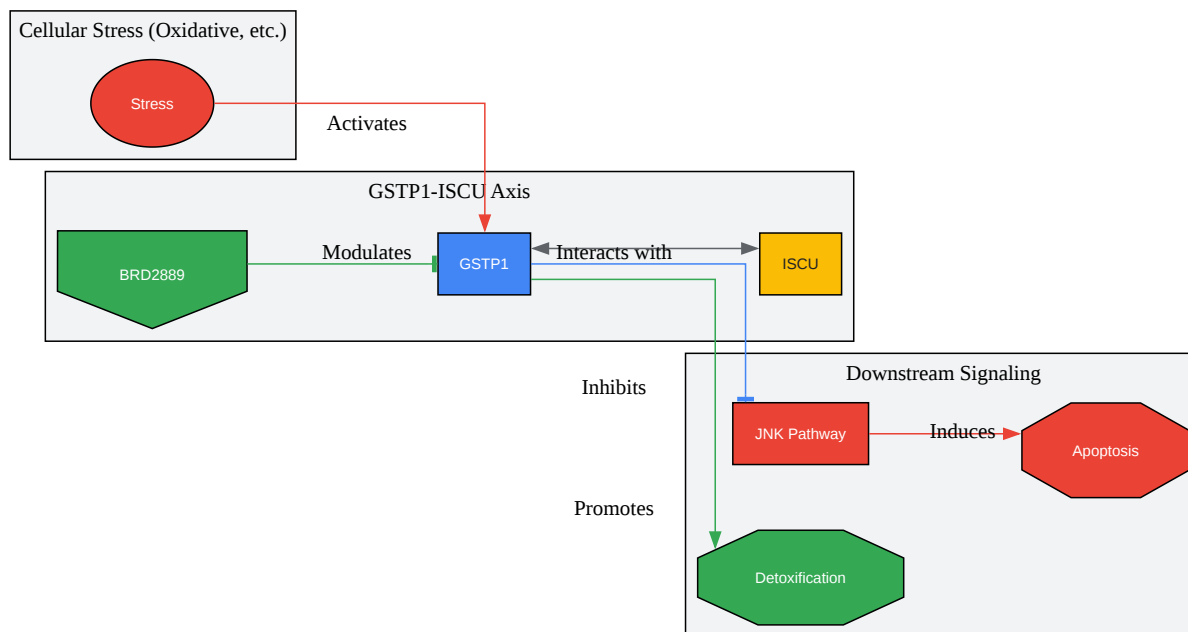 Cellular Stress (Oxidative, etc.)
Stress
Activates
GSTP1-ISCU Axis
BRD2889
Modulates
GSTP1
Interacts with
ISCU
Inhibits
Downstream Signaling
JNK Pathway
Induces
Apoptosis
Promotes
Detoxification